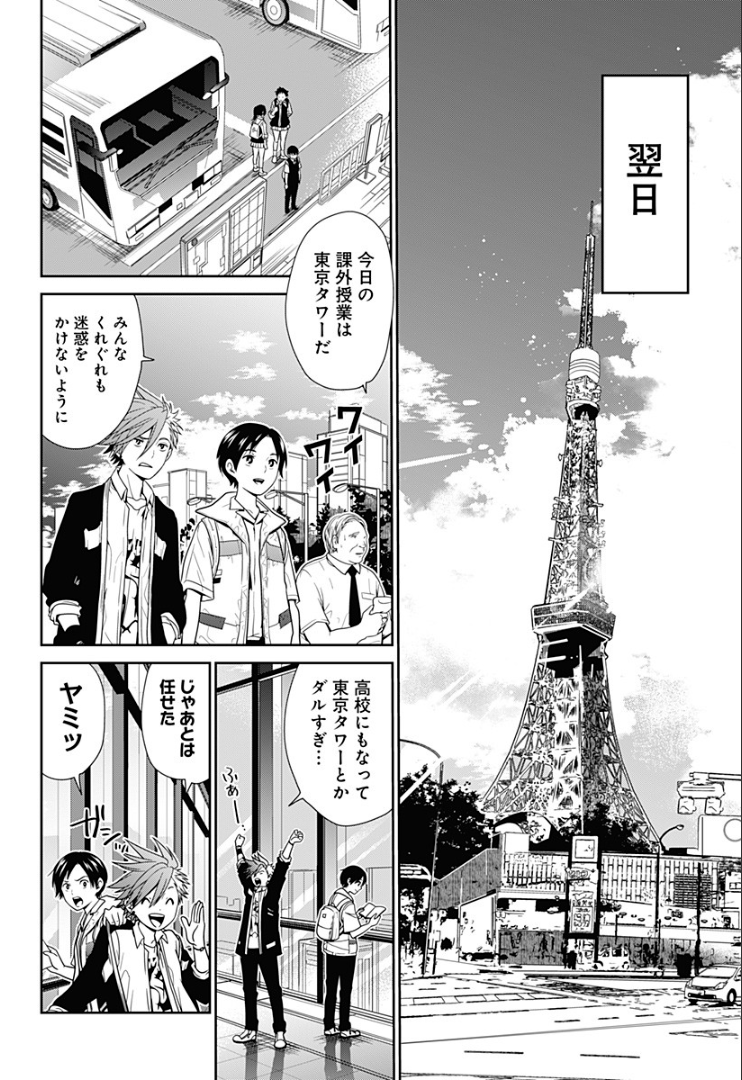 翌日
今日の
課外授業は
東京タワーだ
みんな
くれぐれも
迷惑を
かけないように
ワイ
ワイ
高校にもなって
東京タワーとか
ダルすぎ…
ふぁー…
じゃあとは
任せた
ヤミッ
ガシッ